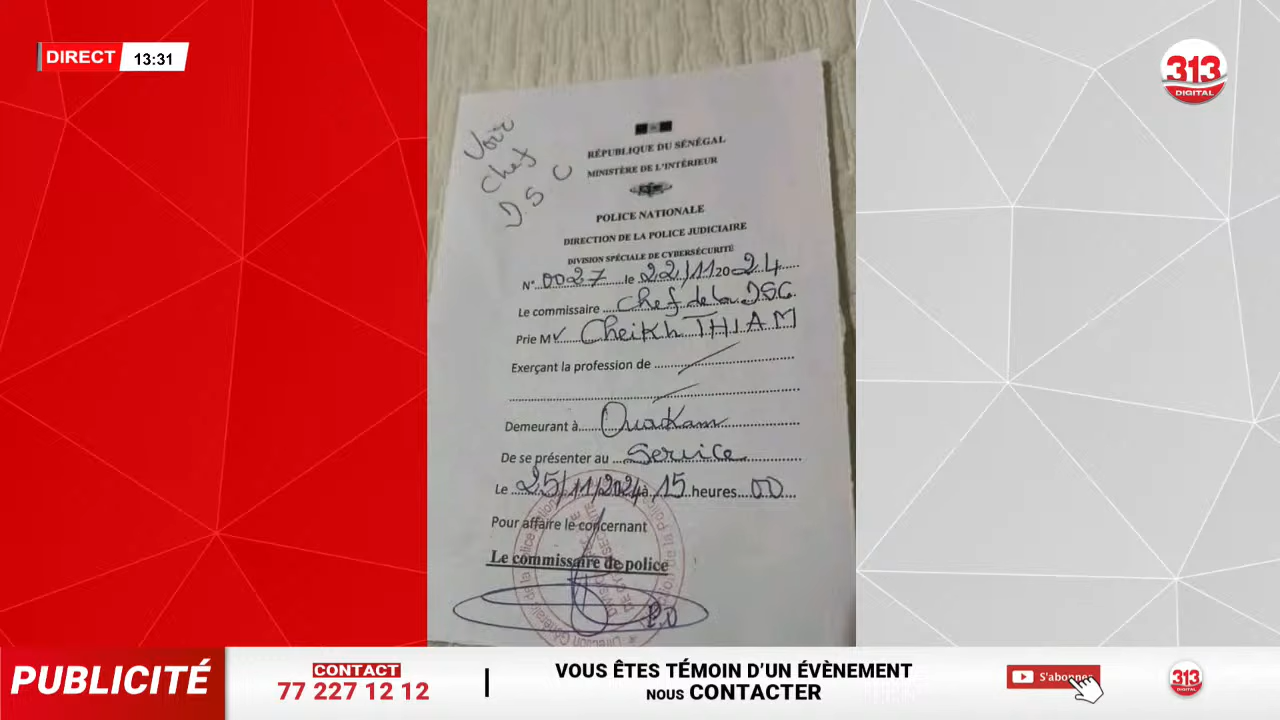 DIRECT 13:31
313
DIGITAL
Voir
Chef
D S C
RÉPUBLIQUE DU SÉNÉGAL
MINISTÈRE DE L'INTÉRIEUR
POLICE NATIONALE
DIRECTION DE LA POLICE JUDICIAIRE
DIVISION SPÉCIALE DE CYBERSÉCURITÉ
N° 0027 le 22/11 2024
Le commissaire Chef de la DSC
Prie Mr Cheikh THIAM
Exerçant la profession de
Demeurant à Ouakam
De se présenter au Service
Le 25/11/2024 à 15 heures 00
Pour affaire le concernant
Le commissaire de police
P.O
PUBLICITÉ
CONTACT
77 227 12 12
VOUS ÊTES TÉMOIN D'UN ÉVÈNEMENT
NOUS CONTACTER
S'abonner
313
DIGITAL